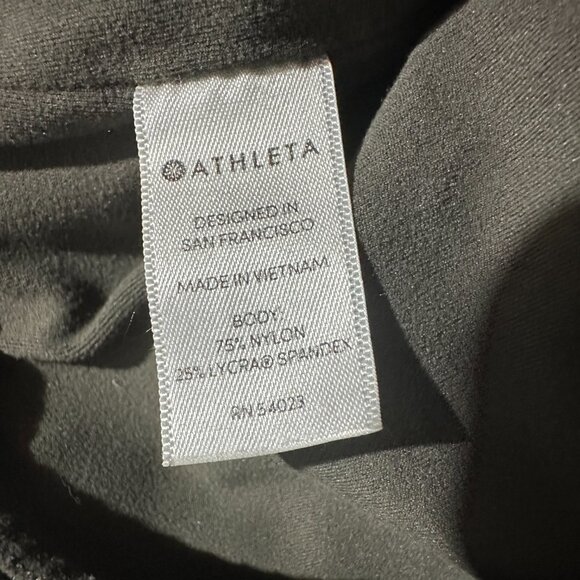 ATHLETA
DESIGNED IN
SAN FRANCISCO
MADE IN VIETNAM
BODY:
75% NYLON
25% LYCRA® SPANDEX
RN 54023